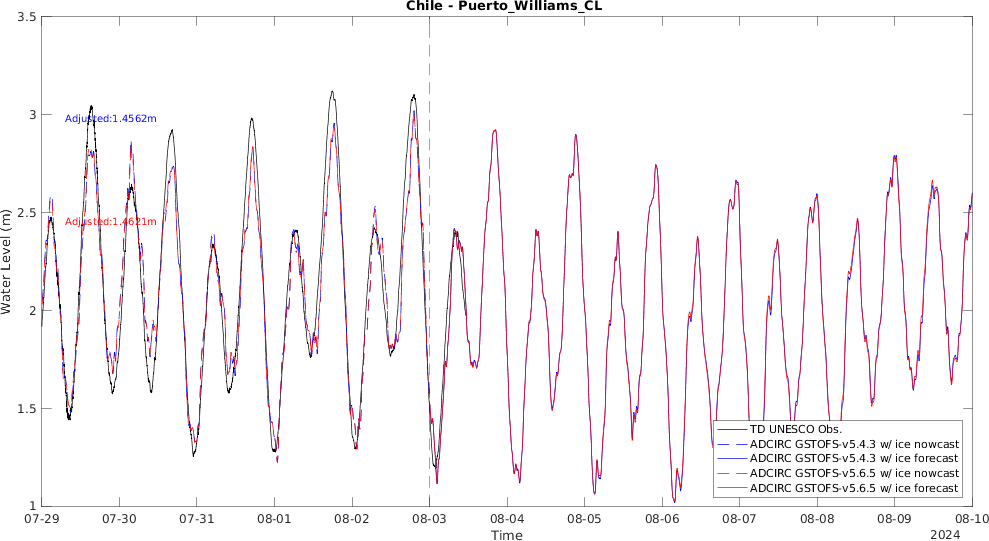 Chile - Puerto_Williams_CL
3.5
3
2.5
2
1.5
1
Water Level (m)
Adjusted:1.4562m
Adjusted:1.4621m
TD UNESCO Obs.
ADCIRC GSTOFS-v5.4.3 w/ ice nowcast
ADCIRC GSTOFS-v5.4.3 w/ ice forecast
ADCIRC GSTOFS-v5.6.5 w/ ice nowcast
ADCIRC GSTOFS-v5.6.5 w/ ice forecast
07-29 07-30 07-31 08-01 08-02 08-03 08-04 08-05 08-06 08-07 08-08 08-09 08-10
Time
2024